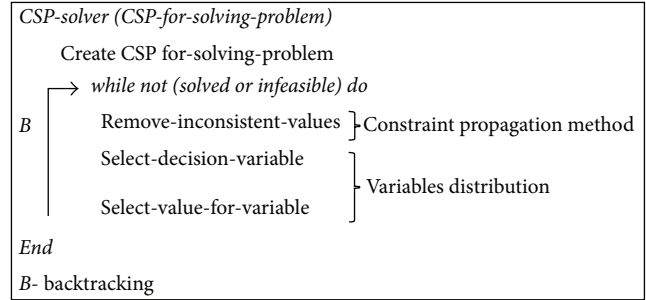 CSP-solver (CSP-for-solving-problem)
Create CSP for-solving-problem
while not (solved or infeasible) do
B Remove-inconsistent-values Constraint propagation method
Select-decision-variable
Variables distribution
Select-value-for-variable
End
B- backtracking